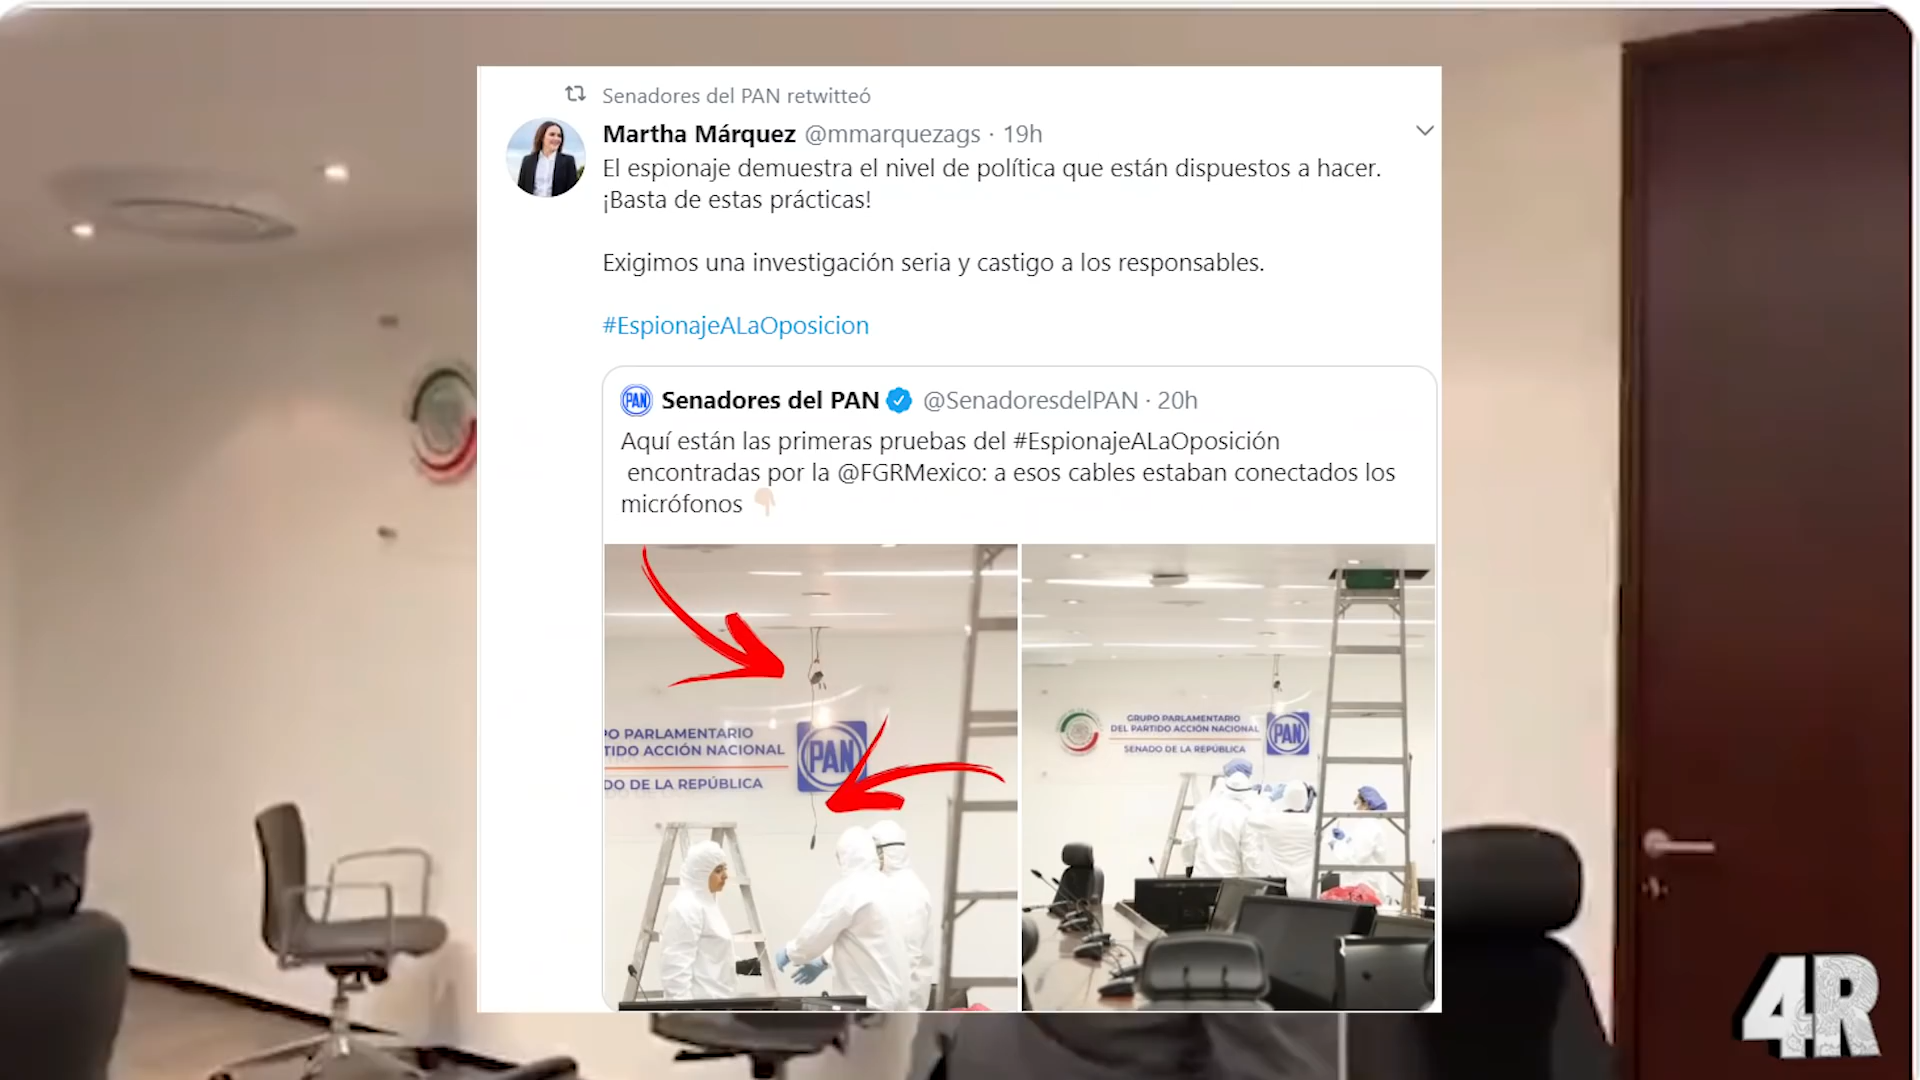 Senadores del PAN retwitteó
Martha Márquez @mmarquezags · 19h
El espionaje demuestra el nivel de política que están dispuestos a hacer.
¡Basta de estas prácticas!
Exigimos una investigación seria y castigo a los responsables.
#EspionajeALaOposicion
PAN Senadores del PAN @SenadoresdelPAN · 20h
Aquí están las primeras pruebas del #EspionajeALaOposición
encontradas por la @FGRMexico: a esos cables estaban conectados los
micrófonos
PO PARLAMENTARIO
TIDO ACCIÓN NACIONAL
DO DE LA REPÚBLICA
PAN
GRUPO PARLAMENTARIO
DEL PARTIDO ACCIÓN NACIONAL
SENADO DE LA REPÚBLICA
PAN
4R